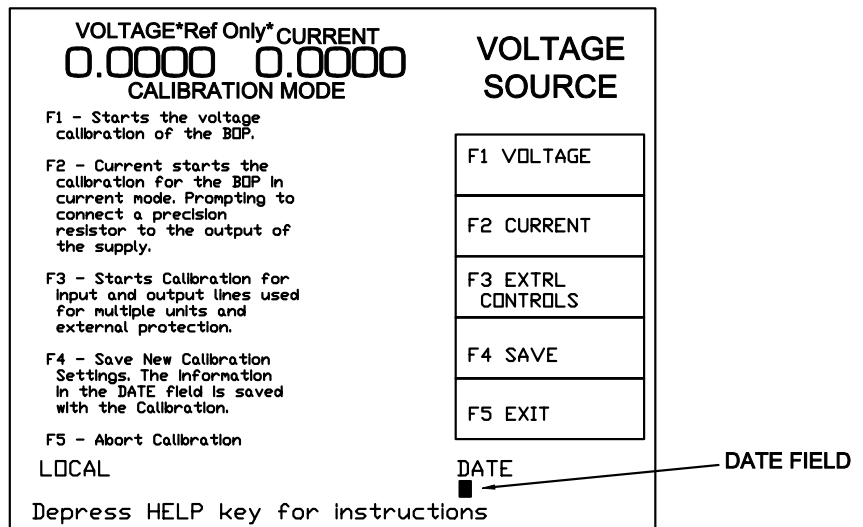 VOLTAGE*Ref Only* CURRENT
0.0000 0.0000
CALIBRATION MODE
VOLTAGE
SOURCE
F1 - Starts the voltage
calibration of the BOP.
F2 - Current starts the
calibration for the BOP in
current mode. Prompting to
connect a precision
resistor to the output of
the supply.
F3 - Starts Calibration for
input and output lines used
for multiple units and
external protection.
F4 - Save New Calibration
Settings. The Information
in the DATE field is saved
with the Calibration.
F5 - Abort Calibration
F1 VOLTAGE
F2 CURRENT
F3 EXTRL
CONTROLS
F4 SAVE
F5 EXIT
LOCAL
DATE
DATE FIELD
Depress HELP key for instructions